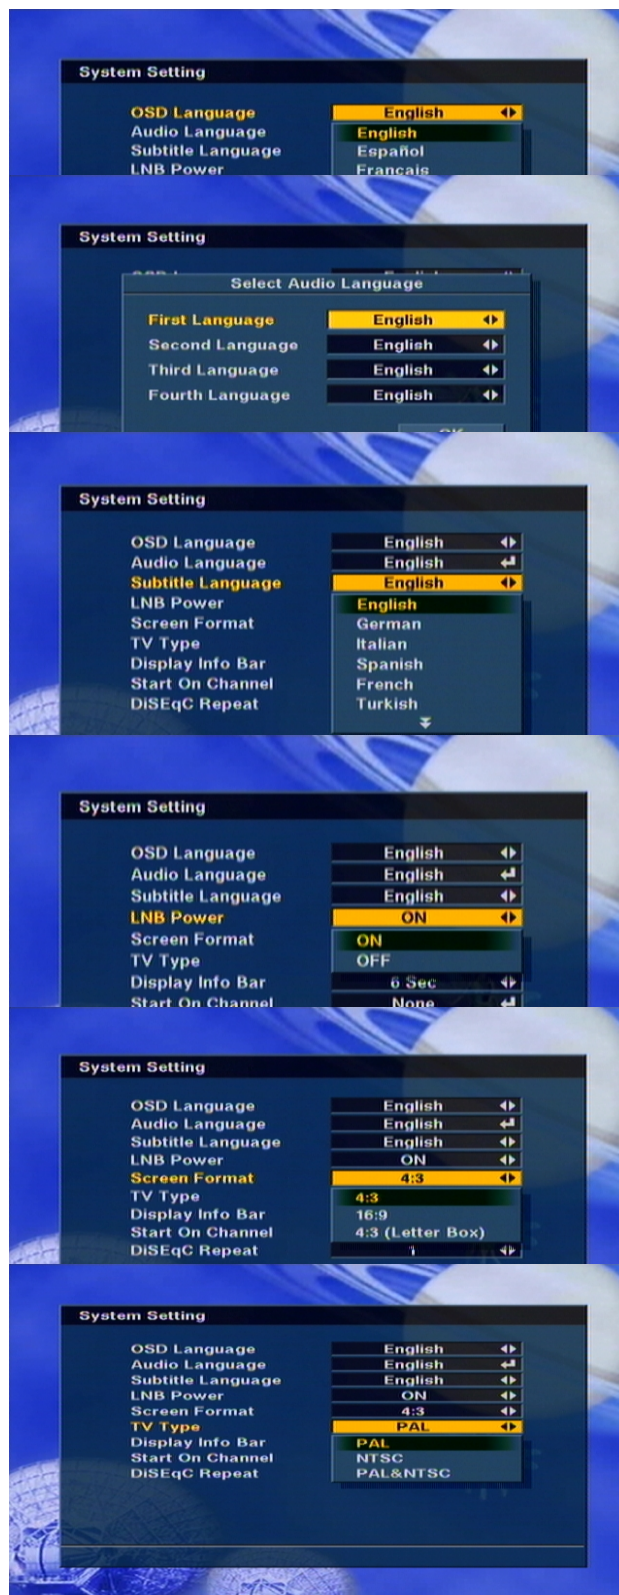 System Setting
OSD Language English
Audio Language English
Subtitle Language Español
LNB Power Francais
System Setting
Select Audio Language
First Language English
Second Language English
Third Language English
Fourth Language English
OK
System Setting
OSD Language English
Audio Language English
Subtitle Language English
LNB Power English
Screen Format German
TV Type Italian
Display Info Bar Spanish
Start On Channel French
DiSEqC Repeat Turkish
System Setting
OSD Language English
Audio Language English
Subtitle Language English
LNB Power ON
Screen Format ON
TV Type OFF
Display Info Bar 6 Sec
Start On Channel None
System Setting
OSD Language English
Audio Language English
Subtitle Language English
LNB Power ON
Screen Format 4:3
TV Type 4:3
Display Info Bar 16:9
Start On Channel 4:3 (Letter Box)
DiSEqC Repeat 1
System Setting
OSD Language English
Audio Language English
Subtitle Language English
LNB Power ON
Screen Format 4:3
TV Type PAL
Display Info Bar PAL
Start On Channel NTSC
DiSEqC Repeat PAL&NTSC